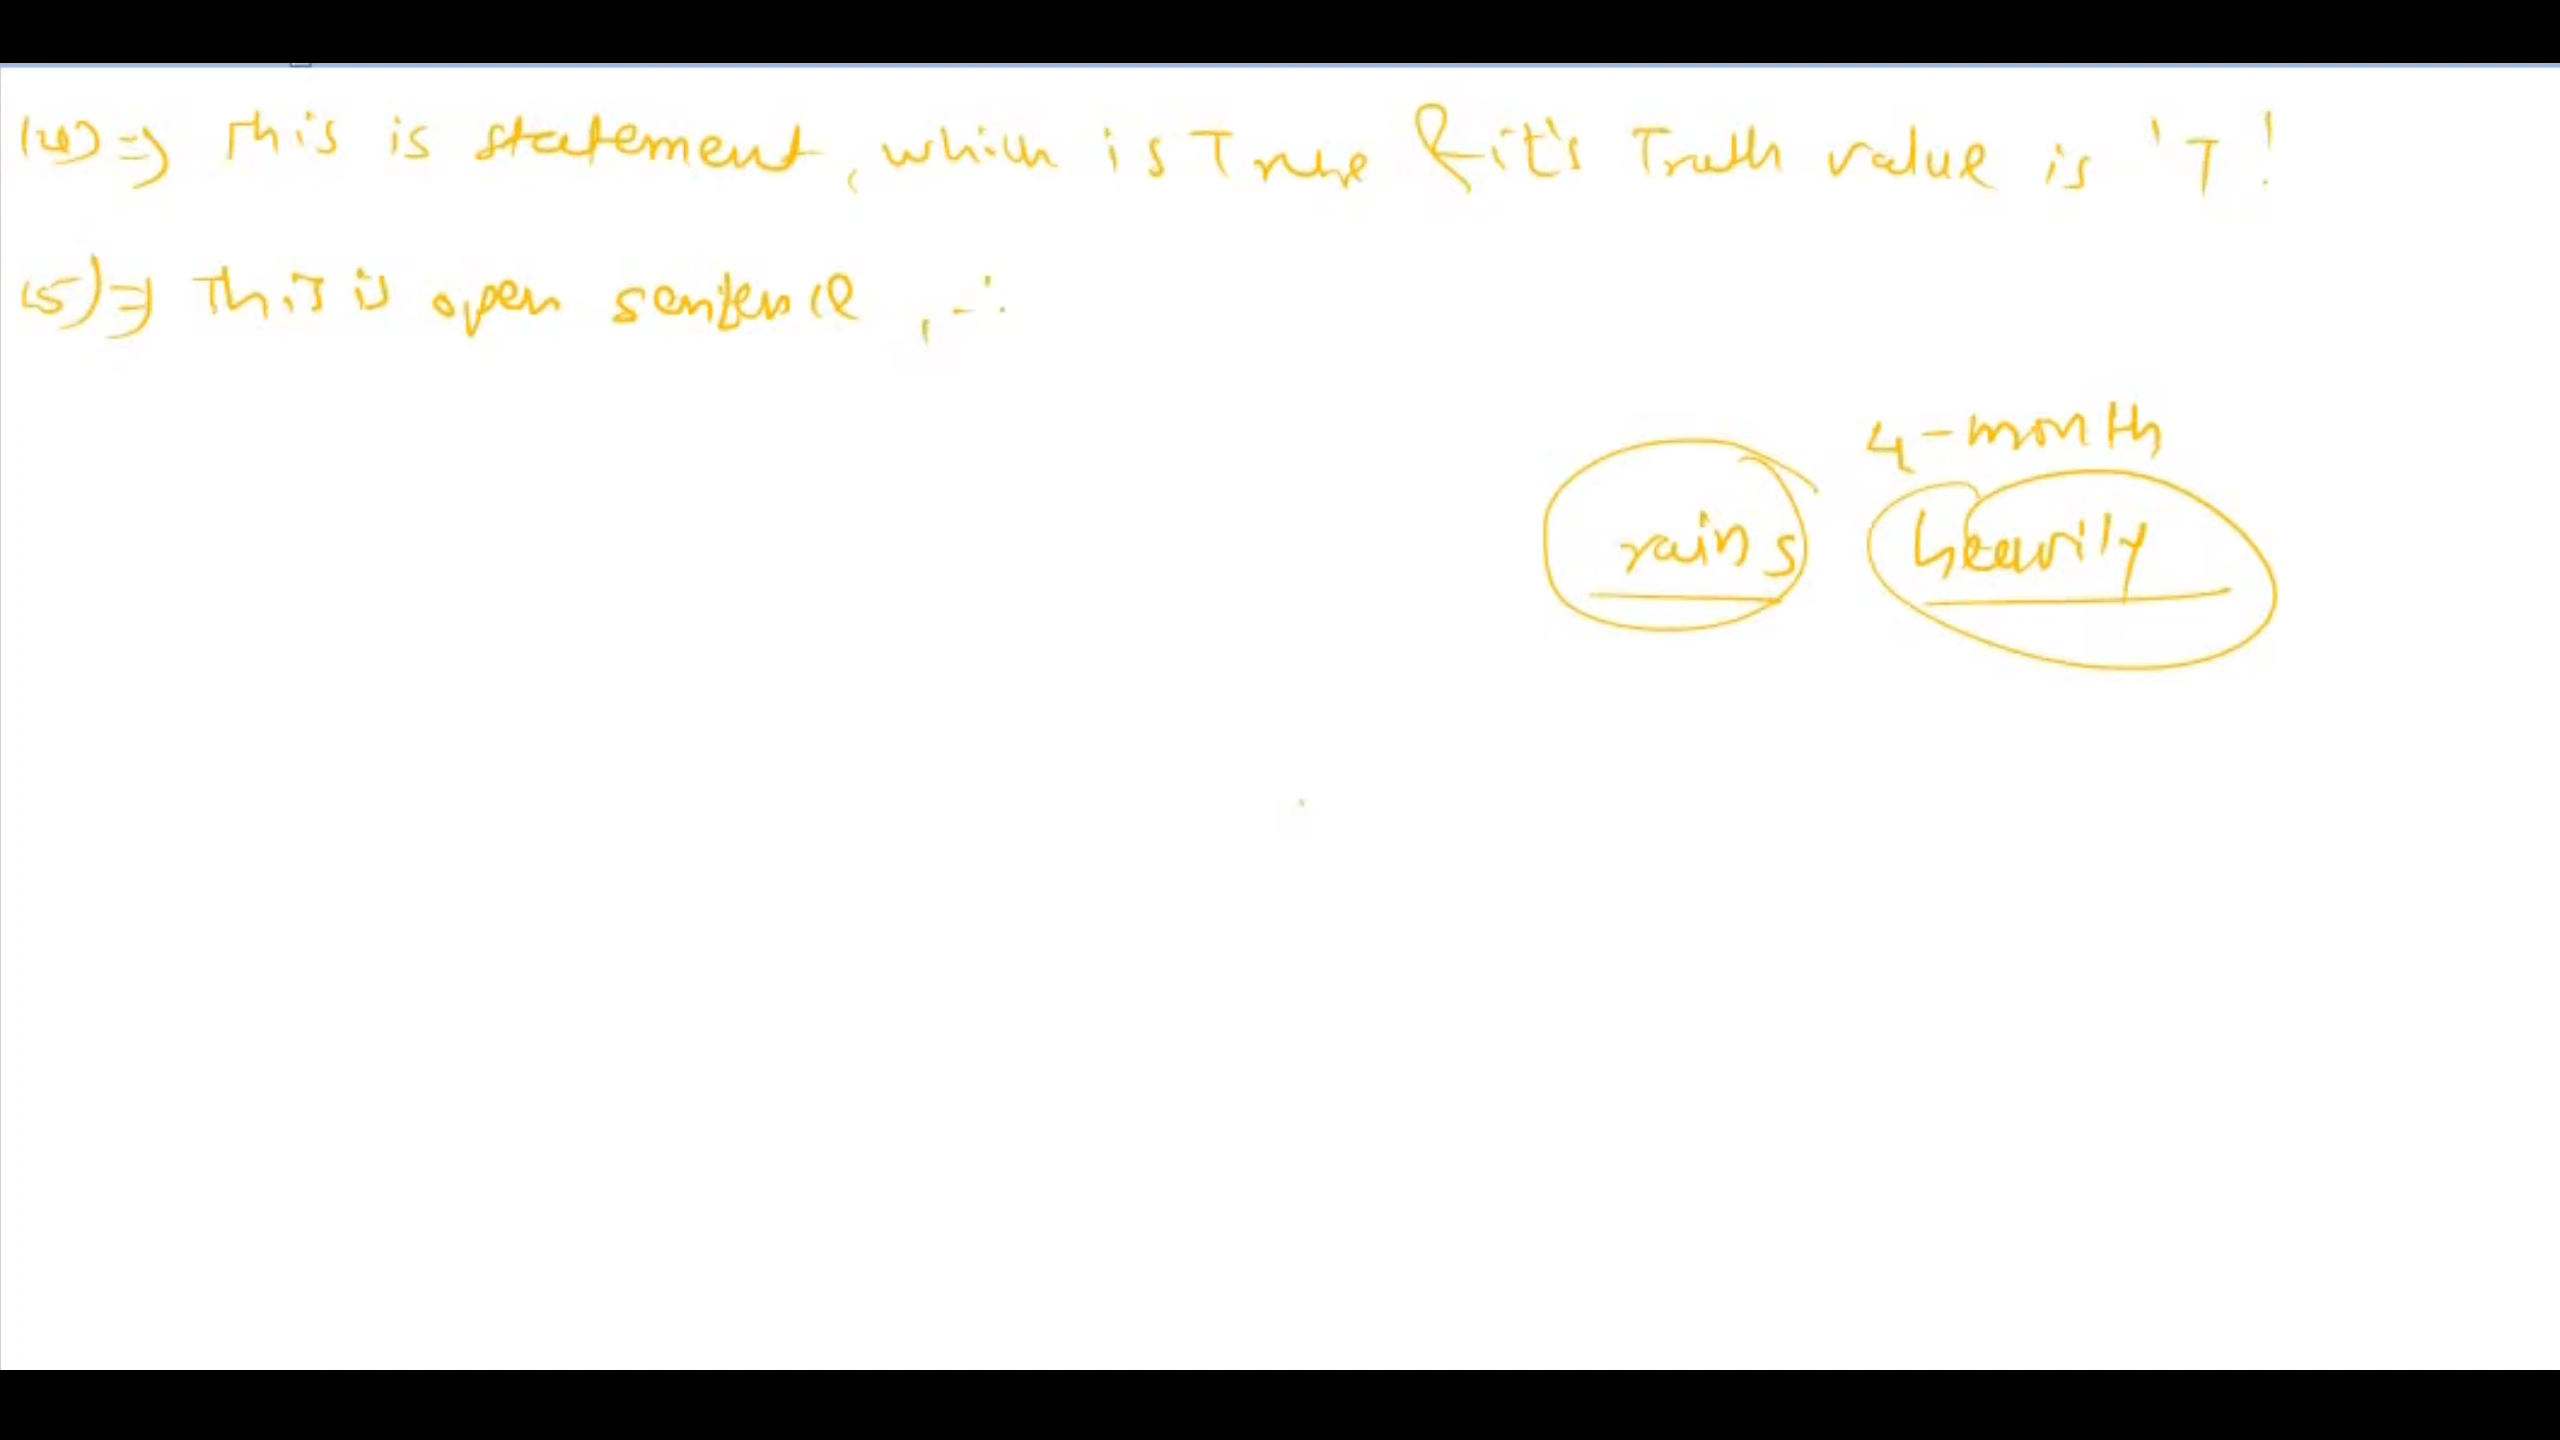 (4) ⇒ This is statement, which is True & it's Truth value is 'T'
(5) ⇒ This is open sentence, ∴
4-month
rains heavily